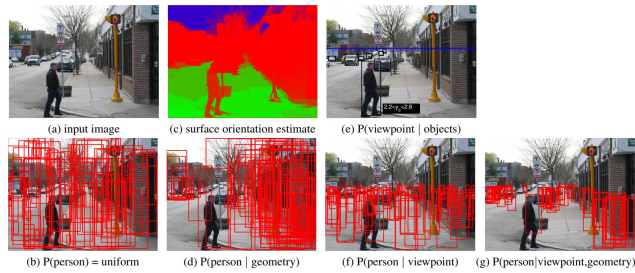 (a) input image
(c) surface orientation estimate
2.2<yc<2.8
(e) P(viewpoint | objects)
(b) P(person) = uniform
(d) P(person | geometry)
(f) P(person | viewpoint)
(g) P(person|viewpoint,geometry)